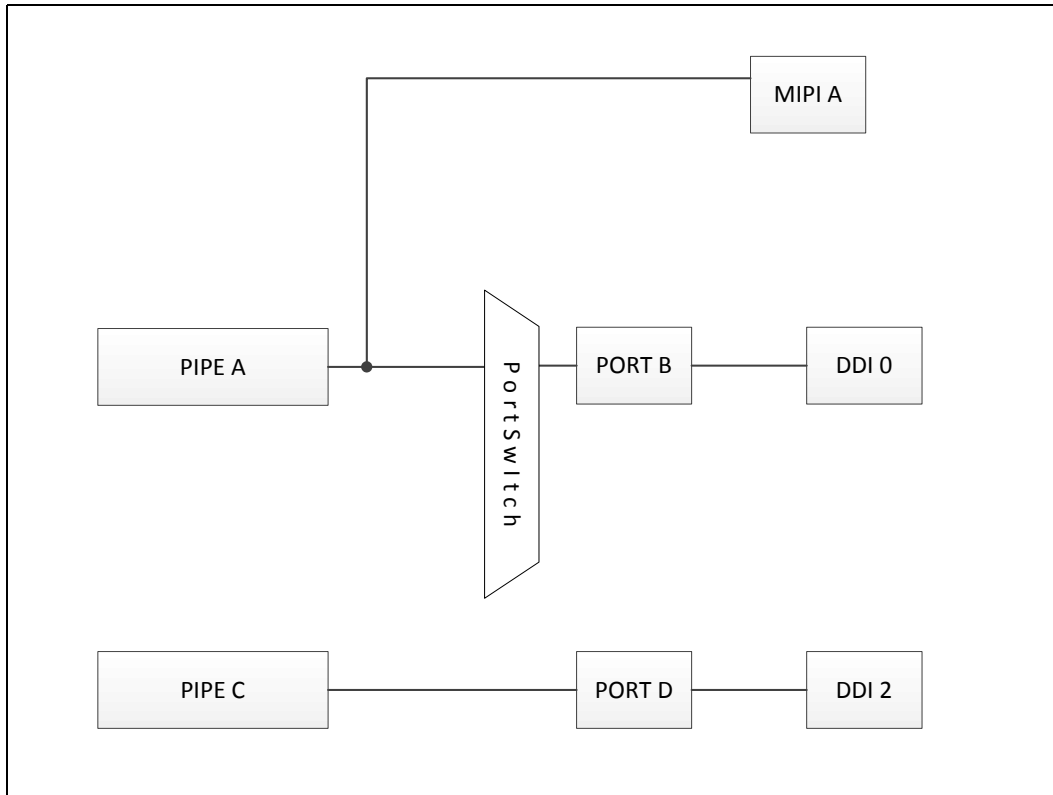 MIPI A
PIPE A
PortSwItch
PORT B
DDI 0
PIPE C
PORT D
DDI 2